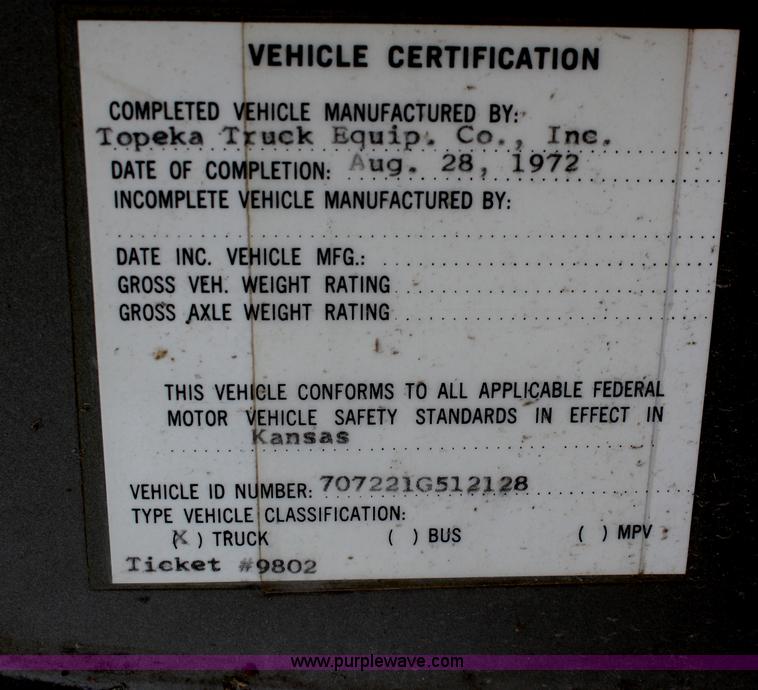 VEHICLE CERTIFICATION
COMPLETED VEHICLE MANUFACTURED BY:
Topeka Truck Equip. Co., Inc.
DATE OF COMPLETION: Aug. 28, 1972
INCOMPLETE VEHICLE MANUFACTURED BY:
DATE INC. VEHICLE MFG.:
GROSS VEH. WEIGHT RATING
GROSS AXLE WEIGHT RATING
THIS VEHICLE CONFORMS TO ALL APPLICABLE FEDERAL
MOTOR VEHICLE SAFETY STANDARDS IN EFFECT IN
Kansas
VEHICLE ID NUMBER: 707221G512128
TYPE VEHICLE CLASSIFICATION:
(X) TRUCK ( ) BUS ( ) MPV
Ticket #9802
www.purplewave.com